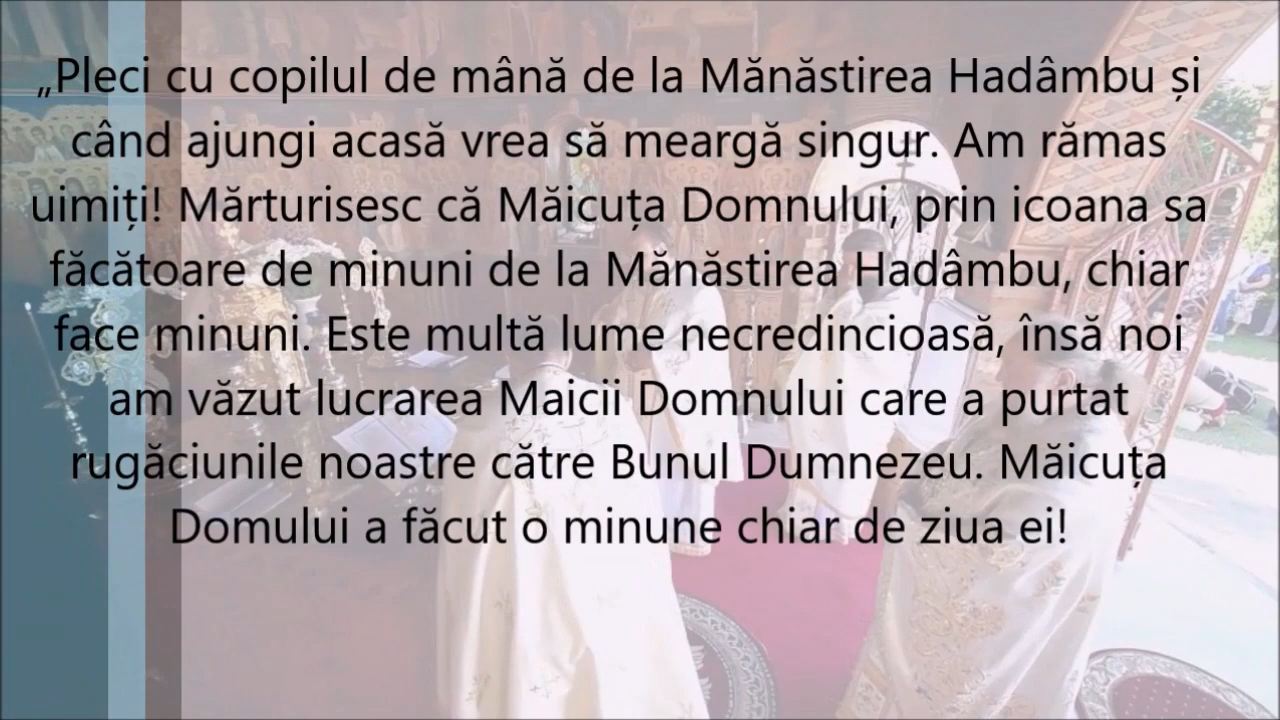 „Pleci cu copilul de mână de la Mănăstirea Hadâmbu și
când ajungi acasă vrea să meargă singur. Am rămas
uimiți! Mărturisesc că Măicuța Domnului, prin icoana sa
făcătoare de minuni de la Mănăstirea Hadâmbu, chiar
face minuni. Este multă lume necredincioasă, însă noi
am văzut lucrarea Maicii Domnului care a purtat
rugăciunile noastre către Bunul Dumnezeu. Măicuța
Domului a făcut o minune chiar de ziua ei!